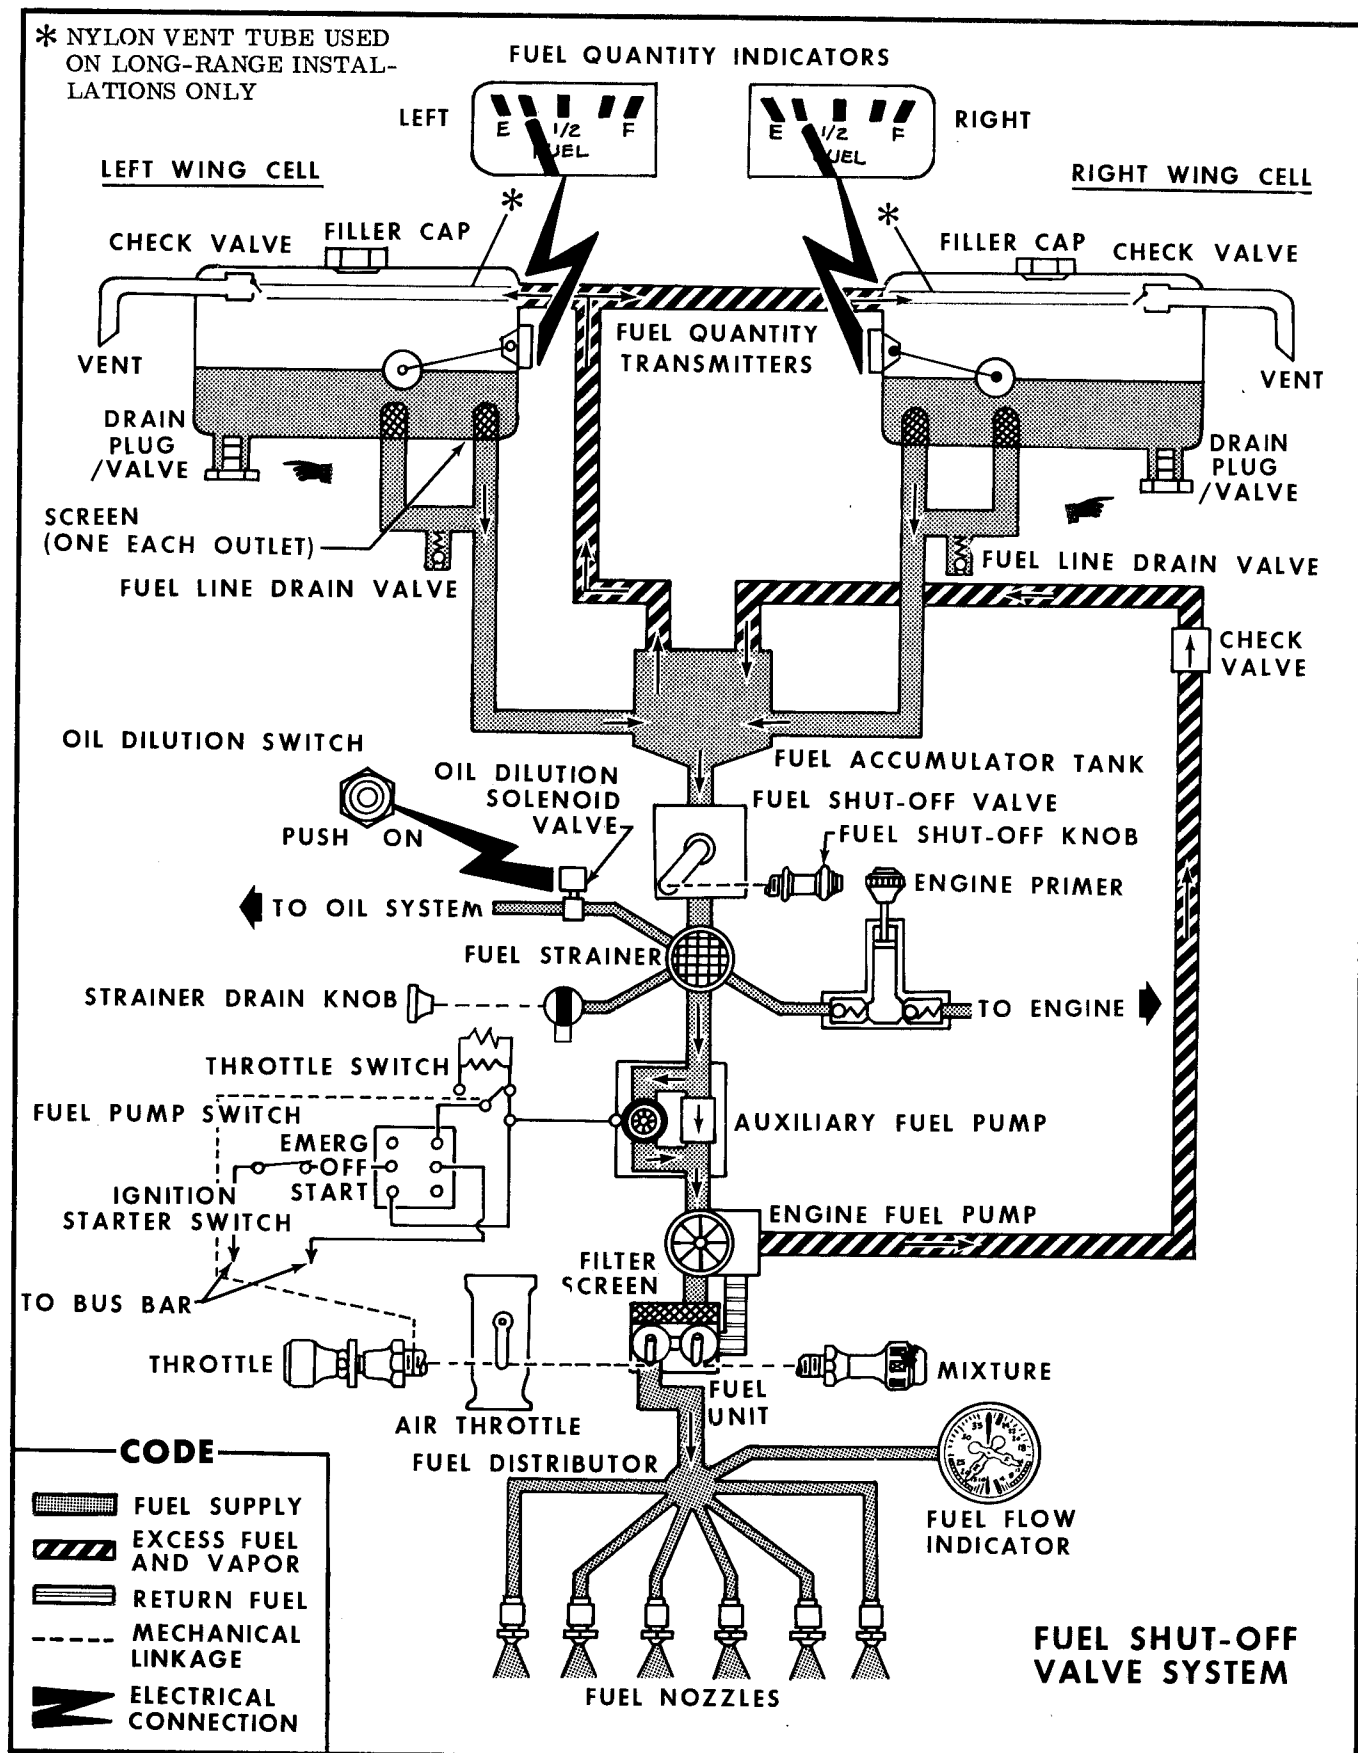 * NYLON VENT TUBE USED
ON LONG-RANGE INSTAL-
LATIONS ONLY
FUEL QUANTITY INDICATORS
LEFT
E 1/2 F
FUEL
E 1/2 F
FUEL
RIGHT
LEFT WING CELL
RIGHT WING CELL
*
*
CHECK VALVE
FILLER CAP
FILLER CAP
CHECK VALVE
VENT
FUEL QUANTITY
TRANSMITTERS
VENT
DRAIN
PLUG
/VALVE
DRAIN
PLUG
/VALVE
SCREEN
(ONE EACH OUTLET)
FUEL LINE DRAIN VALVE
FUEL LINE DRAIN VALVE
CHECK
VALVE
OIL DILUTION SWITCH
PUSH ON
OIL DILUTION
SOLENOID
VALVE
FUEL ACCUMULATOR TANK
FUEL SHUT-OFF VALVE
FUEL SHUT-OFF KNOB
ENGINE PRIMER
TO OIL SYSTEM
FUEL STRAINER
STRAINER DRAIN KNOB
TO ENGINE
THROTTLE SWITCH
FUEL PUMP SWITCH
EMERG
OFF
START
AUXILIARY FUEL PUMP
IGNITION
STARTER SWITCH
ENGINE FUEL PUMP
FILTER
SCREEN
TO BUS BAR
THROTTLE
MIXTURE
AIR THROTTLE
FUEL
UNIT
FUEL DISTRIBUTOR
FUEL FLOW
INDICATOR
CODE
FUEL SUPPLY
EXCESS FUEL
AND VAPOR
RETURN FUEL
MECHANICAL
LINKAGE
ELECTRICAL
CONNECTION
FUEL NOZZLES
FUEL SHUT-OFF
VALVE SYSTEM